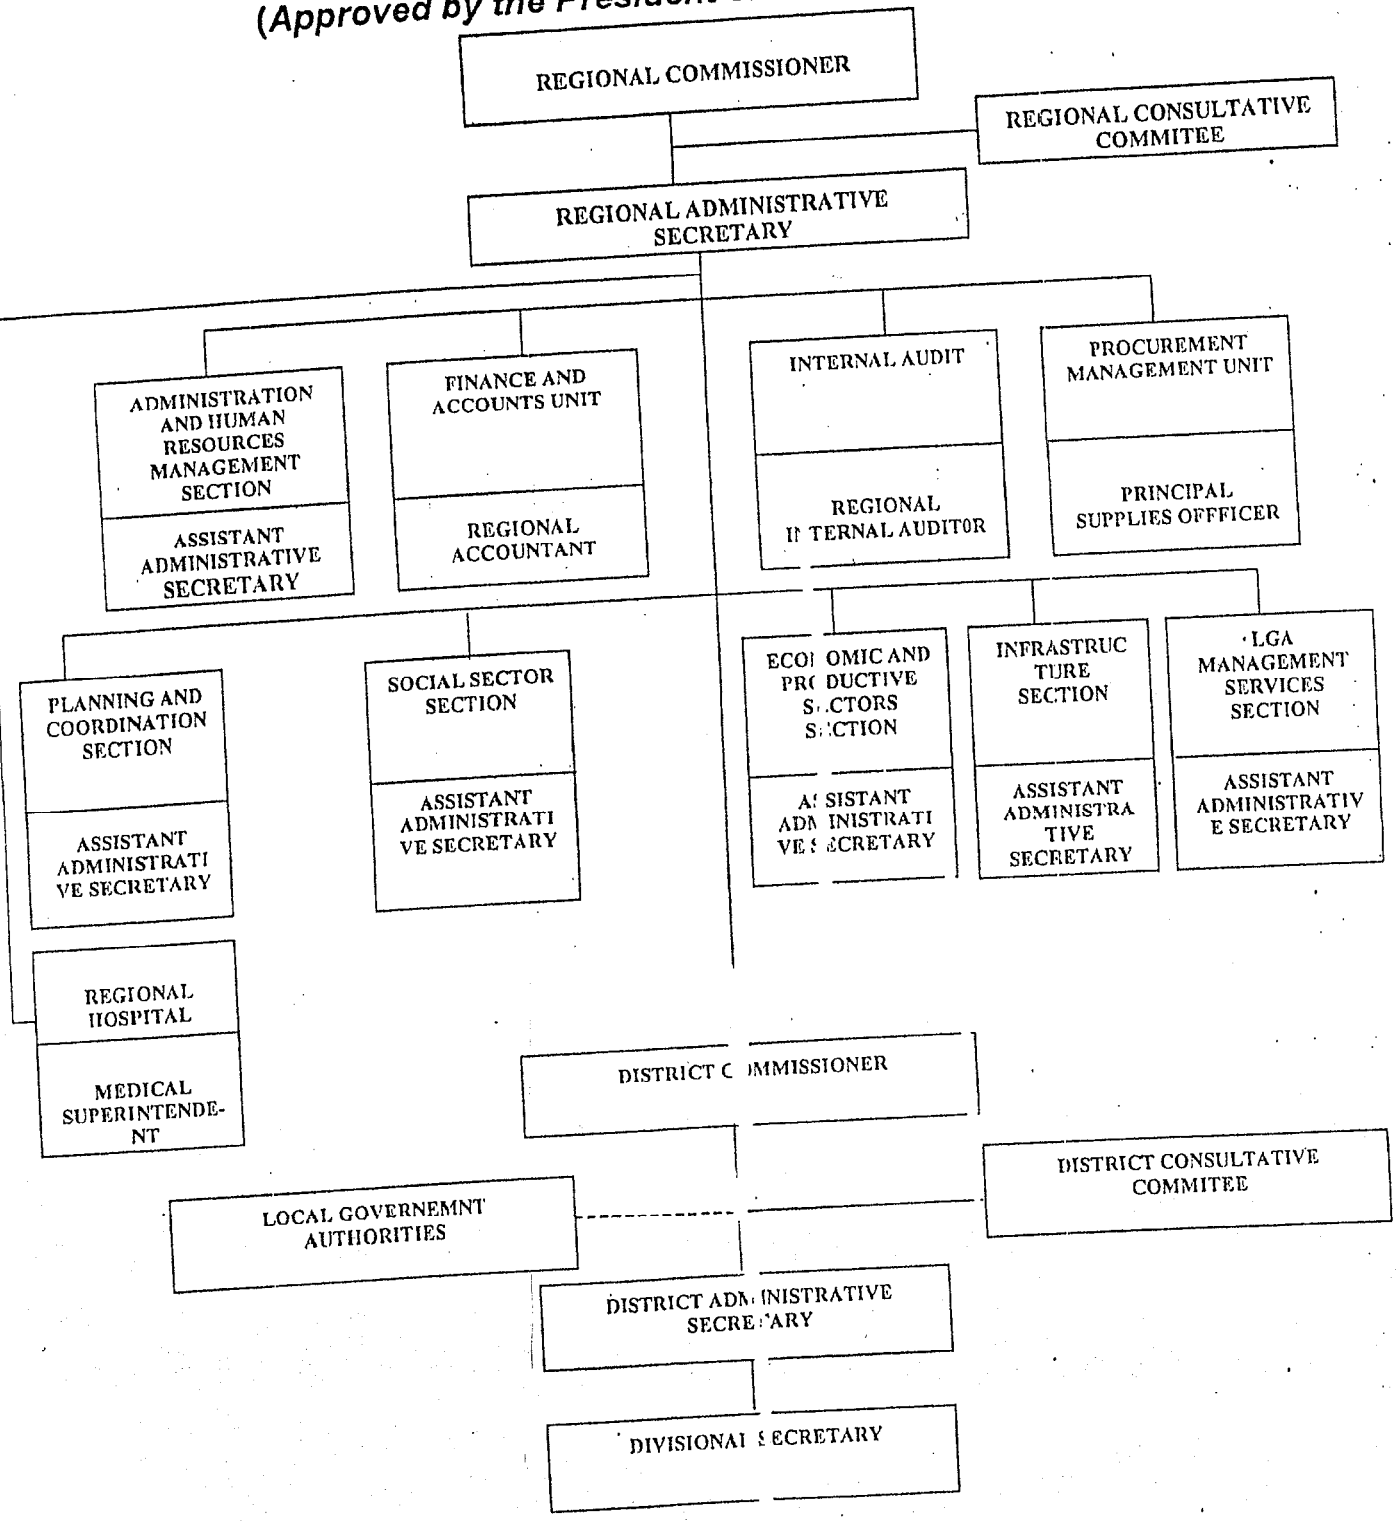 (Approved by the President
REGIONAL COMMISSIONER
REGIONAL CONSULTATIVE
COMMITEE
REGIONAL ADMINISTRATIVE
SECRETARY
ADMINISTRATION
AND HUMAN
RESOURCES
MANAGEMENT
SECTION
ASSISTANT
ADMINISTRATIVE
SECRETARY
FINANCE AND
ACCOUNTS UNIT
REGIONAL
ACCOUNTANT
INTERNAL AUDIT
REGIONAL
INTERNAL AUDITOR
PROCUREMENT
MANAGEMENT UNIT
PRINCIPAL
SUPPLIES OFFFICER
PLANNING AND
COORDINATION
SECTION
ASSISTANT
ADMINISTRATI
VE SECRETARY
SOCIAL SECTOR
SECTION
ASSISTANT
ADMINISTRATI
VE SECRETARY
ECONOMIC AND
PRODUCTIVE
SECTORS
SECTION
ASSISTANT
ADMINISTRATI
VE SECRETARY
INFRASTRUC
TURE
SECTION
ASSISTANT
ADMINISTRA
TIVE
SECRETARY
LGA
MANAGEMENT
SERVICES
SECTION
ASSISTANT
ADMINISTRATIV
E SECRETARY
REGIONAL
HOSPITAL
MEDICAL
SUPERINTENDE-
NT
DISTRICT COMMISSIONER
DISTRICT CONSULTATIVE
COMMITEE
LOCAL GOVERNEMNT
AUTHORITIES
DISTRICT ADMINISTRATIVE
SECRETARY
DIVISIONAL SECRETARY